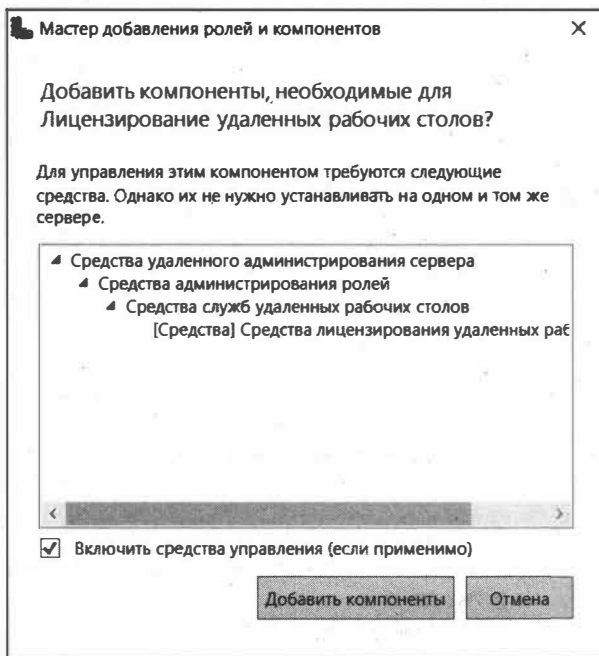 Мастер добавления ролей и компонентов
Добавить компоненты, необходимые для
Лицензирование удаленных рабочих столов?
Для управления этим компонентом требуются следующие
средства. Однако их не нужно устанавливать на одном и том же
сервере.
Средства удаленного администрирования сервера
Средства администрирования ролей
Средства служб удаленных рабочих столов
[Средства] Средства лицензирования удаленных раб
Включить средства управления (если применимо)
Добавить компоненты Отмена